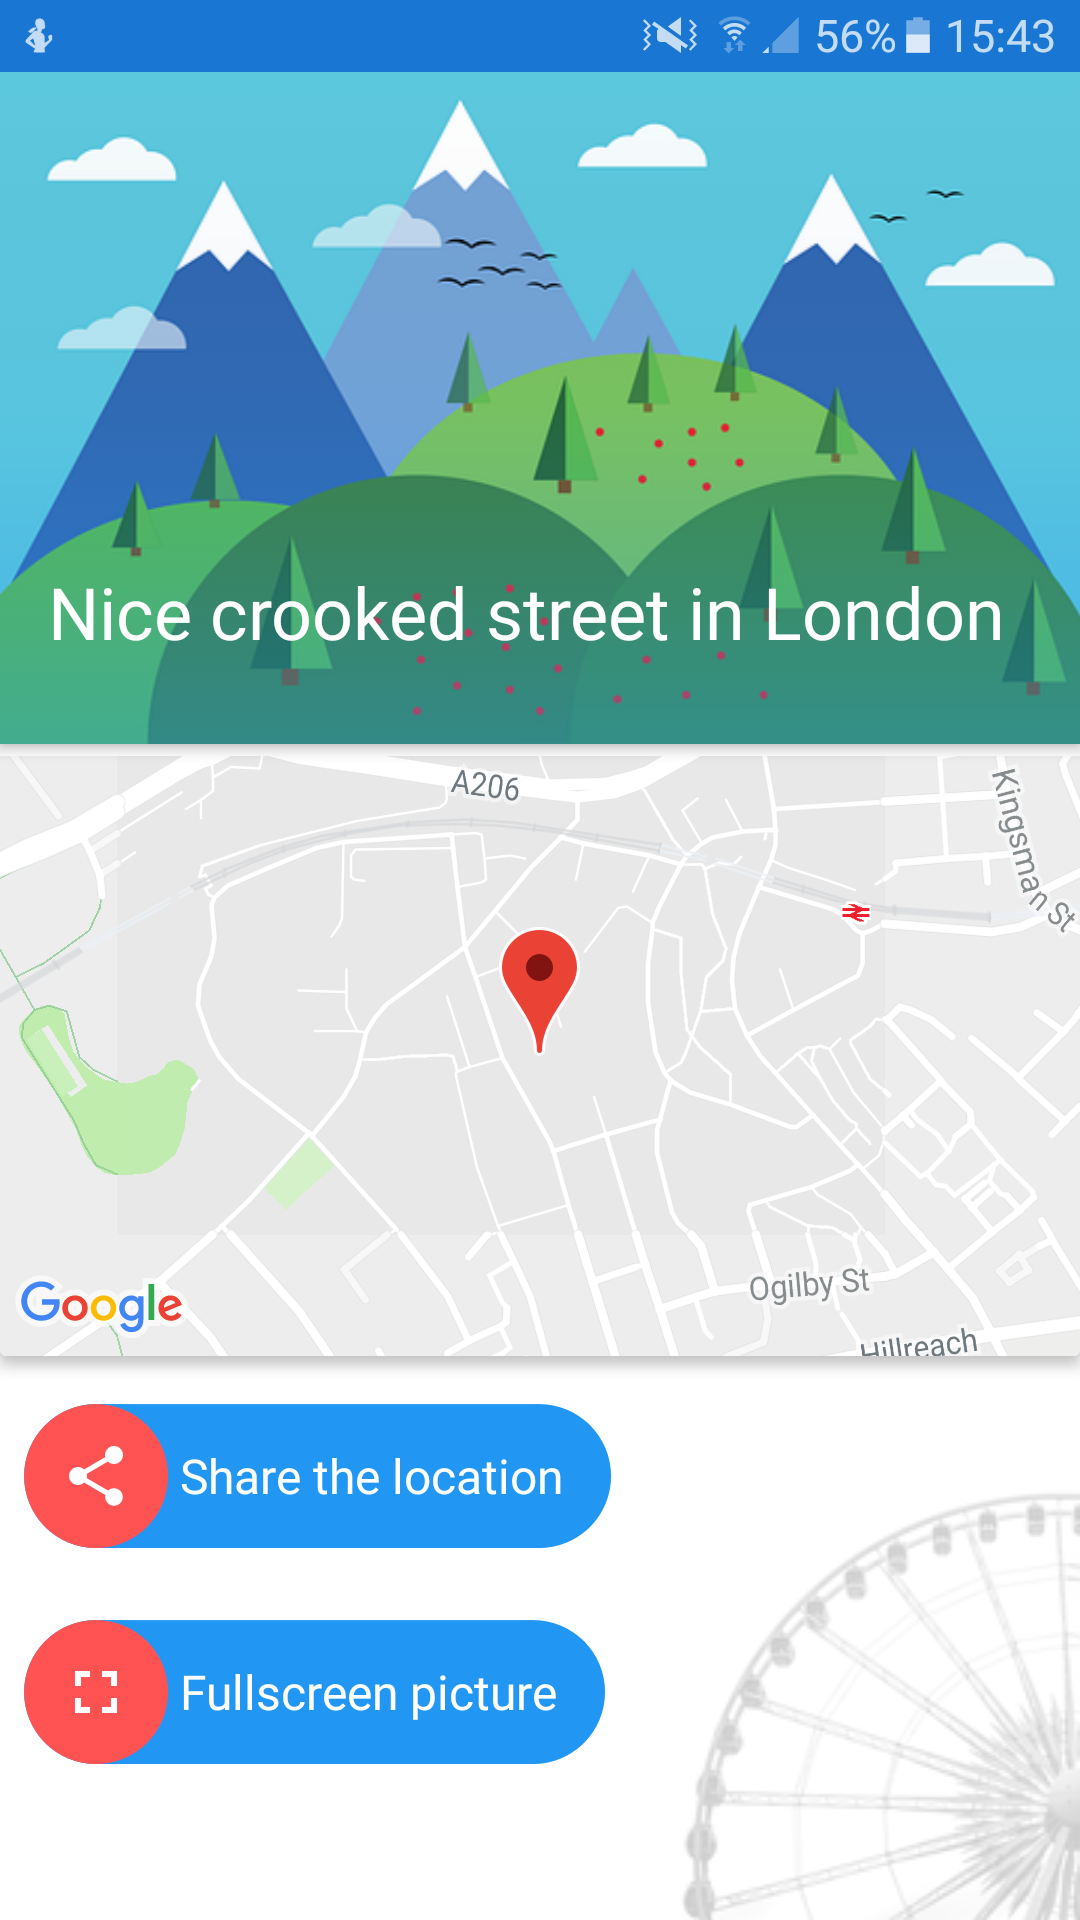 56% 15:43
Nice crooked street in London
A206
Kingsman St
Ogilby St
Hillreach
Google
Share the location
Fullscreen picture